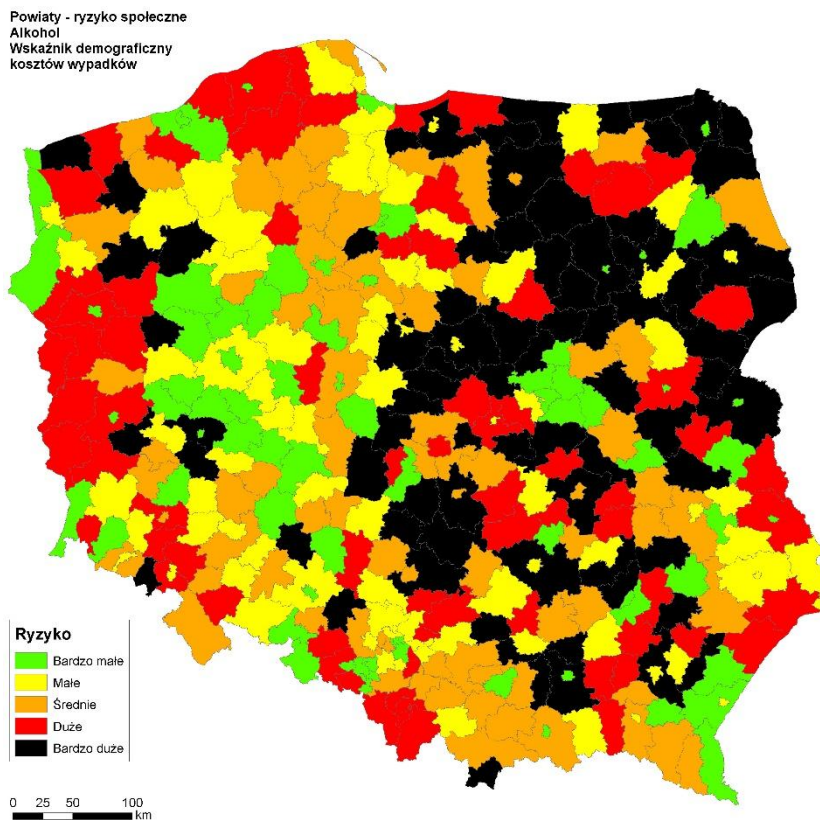 Powiaty - ryzyko społeczne
Alkohol
Wskaźnik demograficzny
kosztów wypadków
Ryzyko
Bardzo małe
Małe
Średnie
Duże
Bardzo duże
0 25 50 100
km